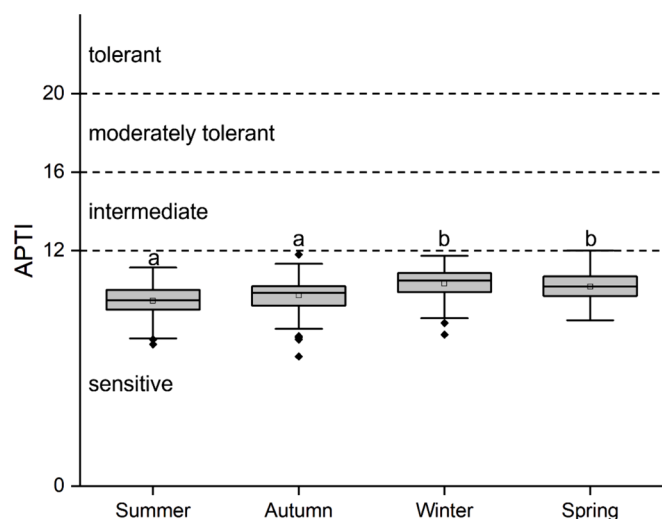 tolerant
20
moderately tolerant
16
intermediate
12
a
a
b
b
APTI
sensitive
0
Summer
Autumn
Winter
Spring